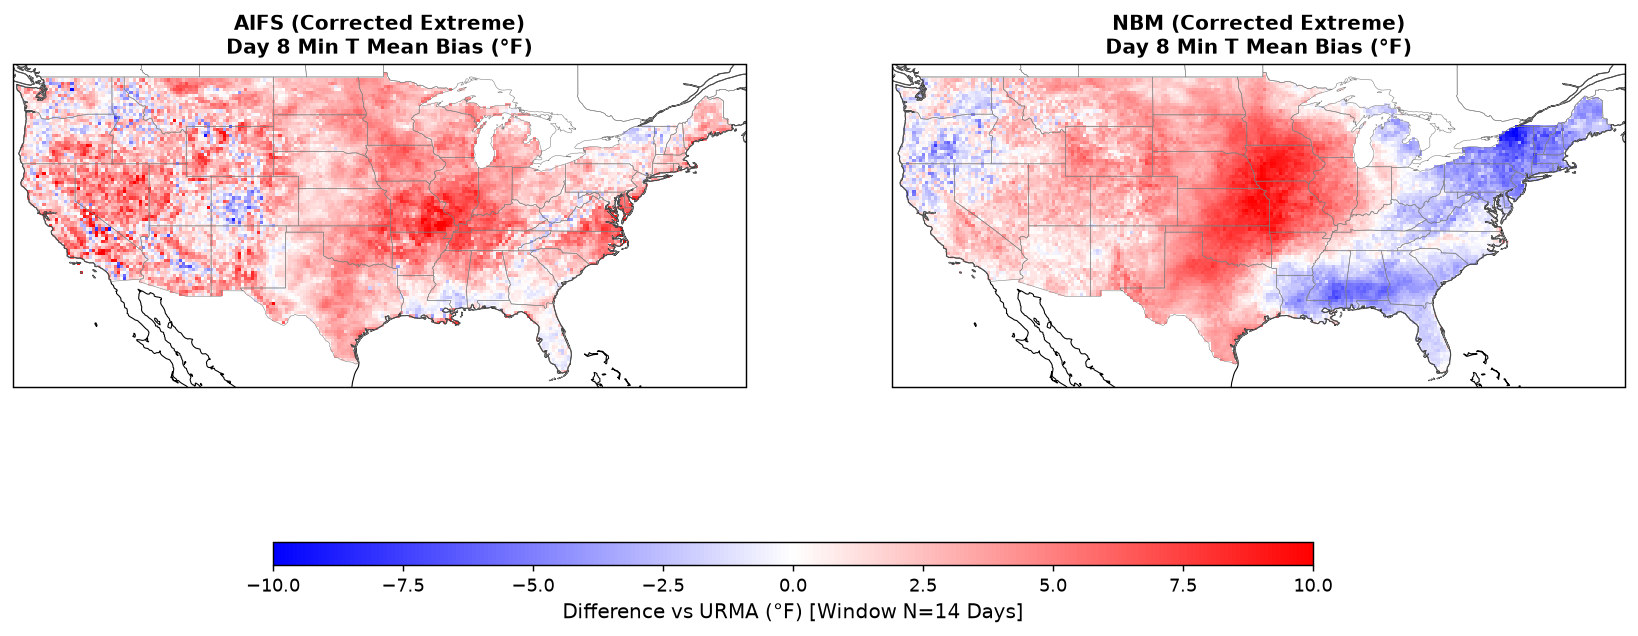 AIFS (Corrected Extreme)
Day 8 Min T Mean Bias (°F)
NBM (Corrected Extreme)
Day 8 Min T Mean Bias (°F)
−10.0 −7.5 −5.0 −2.5 0.0 2.5 5.0 7.5 10.0
Difference vs URMA (°F) [Window N=14 Days]